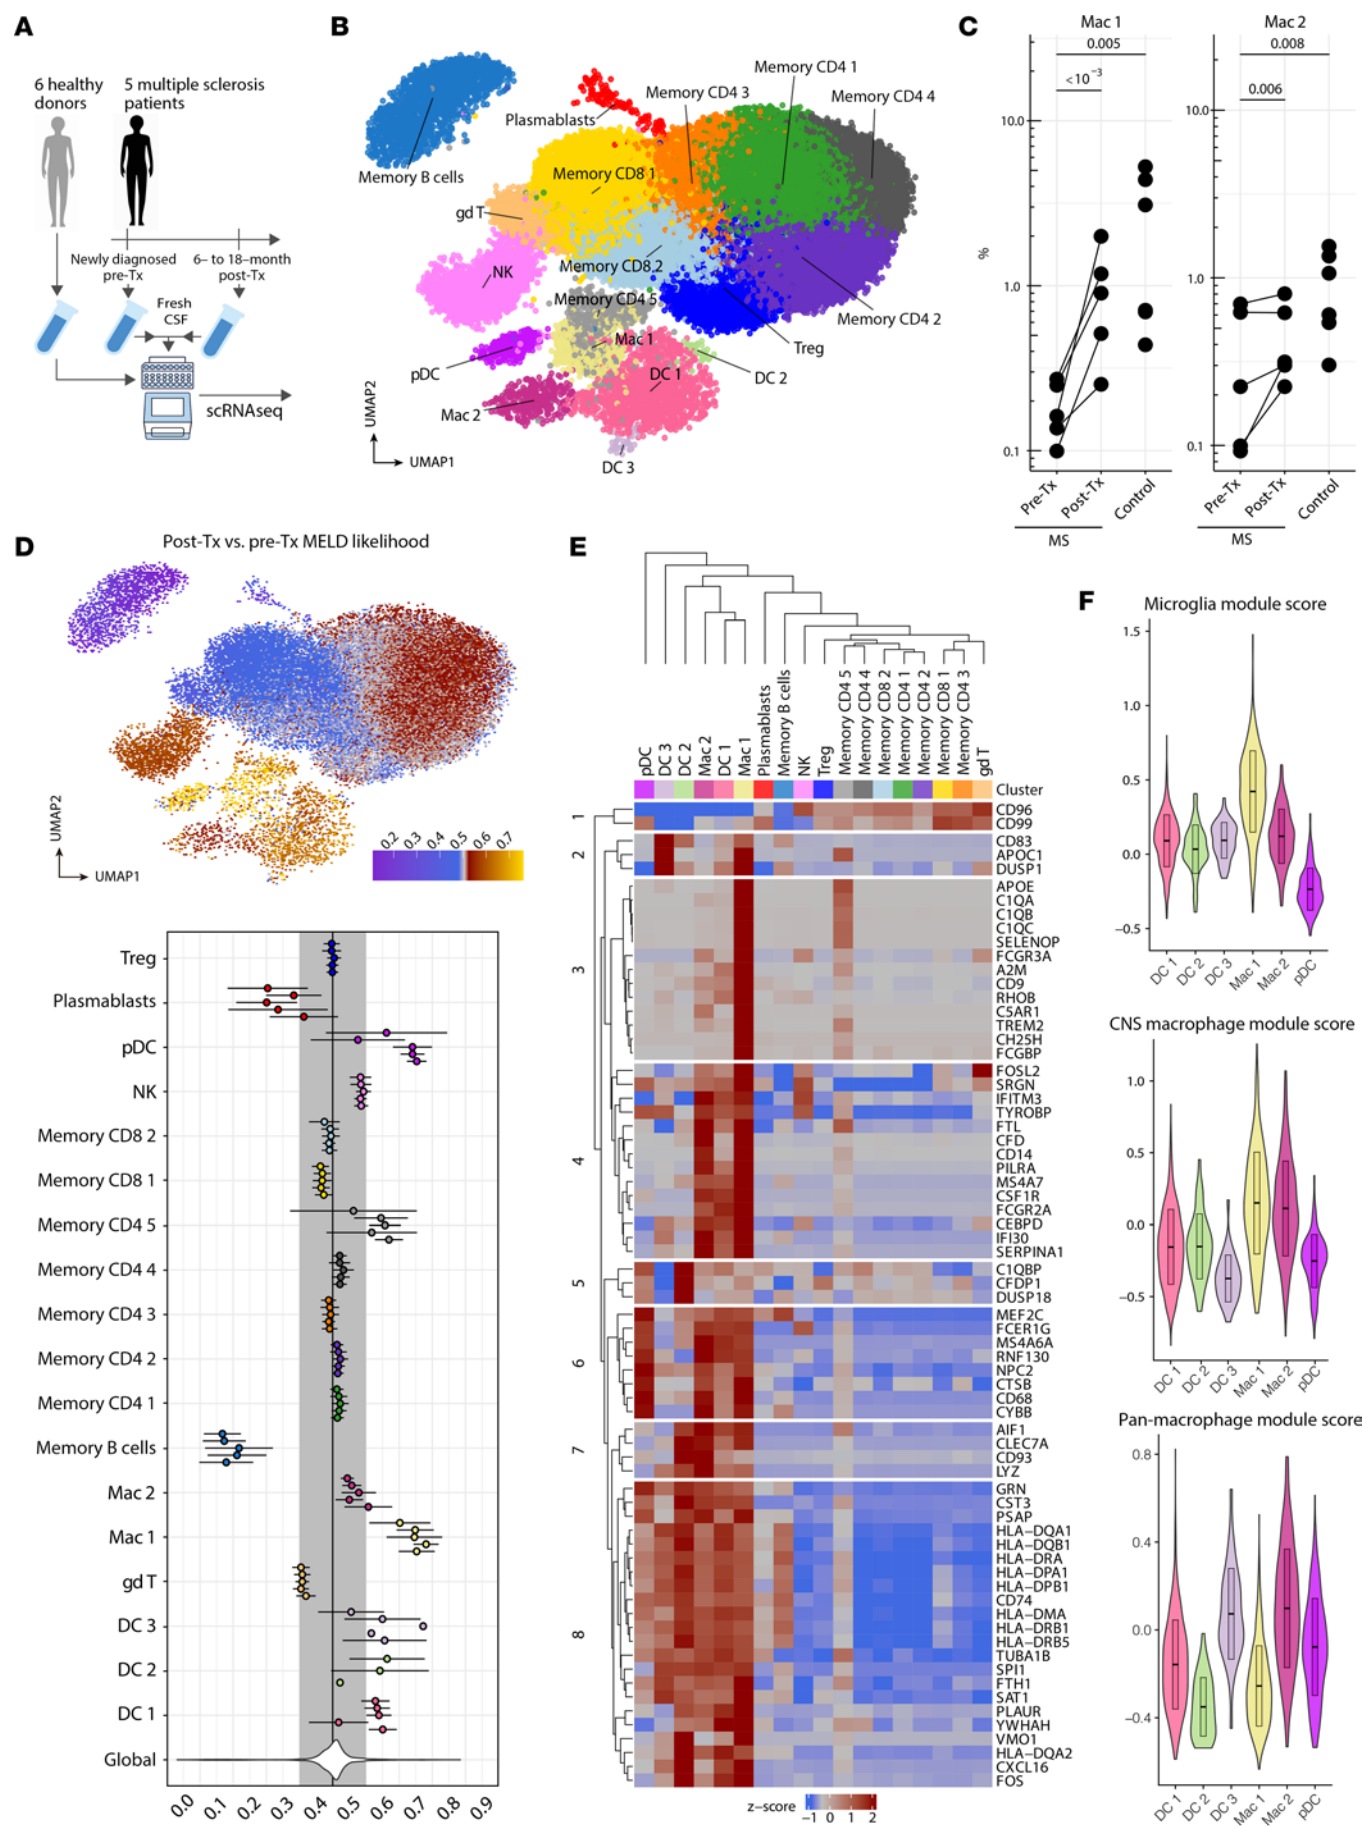 A
6 healthy
donors
5 multiple sclerosis
patients
Newly diagnosed
pre-Tx
6– to 18–month
post-Tx
Fresh
CSF
scRNAseq
B
Memory B cells
Plasmablasts
Memory CD4 3
Memory CD4 1
Memory CD4 4
Memory CD8 1
gd T
NK
Memory CD8 2
Memory CD4 5
Memory CD4 2
Treg
Mac 1
pDC
DC 1
DC 2
Mac 2
DC 3
UMAP2
UMAP1
C
Mac 1
0.005
<10⁻³
10.0
1.0
0.1
%
Pre-Tx
Post-Tx
Control
MS
Mac 2
0.008
0.006
10.0
1.0
0.1
Pre-Tx
Post-Tx
Control
MS
D
Post-Tx vs. pre-Tx MELD likelihood
UMAP2
UMAP1
0.2 0.3 0.4 0.5 0.6 0.7
Treg
Plasmablasts
pDC
NK
Memory CD8 2
Memory CD8 1
Memory CD4 5
Memory CD4 4
Memory CD4 3
Memory CD4 2
Memory CD4 1
Memory B cells
Mac 2
Mac 1
gd T
DC 3
DC 2
DC 1
Global
0.0 0.1 0.2 0.3 0.4 0.5 0.6 0.7 0.8 0.9
E
pDC
DC 3
DC 2
Mac 2
DC 1
Mac 1
Plasmablasts
Memory B cells
NK
Treg
Memory CD4 5
Memory CD4 4
Memory CD8 2
Memory CD4 1
Memory CD4 2
Memory CD8 1
Memory CD4 3
gd T
Cluster
1
CD96
CD99
2
CD83
APOC1
DUSP1
3
APOE
C1QA
C1QB
C1QC
SELENOP
FCGR3A
A2M
CD9
RHOB
C5AR1
TREM2
CH25H
FCGBP
4
FOSL2
SRGN
IFITM3
TYROBP
FTL
CFD
CD14
PILRA
MS4A7
CSF1R
FCGR2A
CEBPD
IFI30
SERPINA1
5
C1QBP
CFDP1
DUSP18
6
MEF2C
FCER1G
MS4A6A
RNF130
NPC2
CTSB
CD68
CYBB
7
AIF1
CLEC7A
CD93
LYZ
8
GRN
CST3
PSAP
HLA–DQA1
HLA–DQB1
HLA–DRA
HLA–DPA1
HLA–DPB1
CD74
HLA–DMA
HLA–DRB1
HLA–DRB5
TUBA1B
SPI1
FTH1
SAT1
PLAUR
YWHAH
VMO1
HLA–DQA2
CXCL16
FOS
z–score
−1 0 1 2
F
Microglia module score
1.5
1.0
0.5
0.0
−0.5
DC 1
DC 2
DC 3
Mac 1
Mac 2
pDC
CNS macrophage module score
1.0
0.5
0.0
−0.5
DC 1
DC 2
DC 3
Mac 1
Mac 2
pDC
Pan-macrophage module score
0.8
0.4
0.0
−0.4
DC 1
DC 2
DC 3
Mac 1
Mac 2
pDC